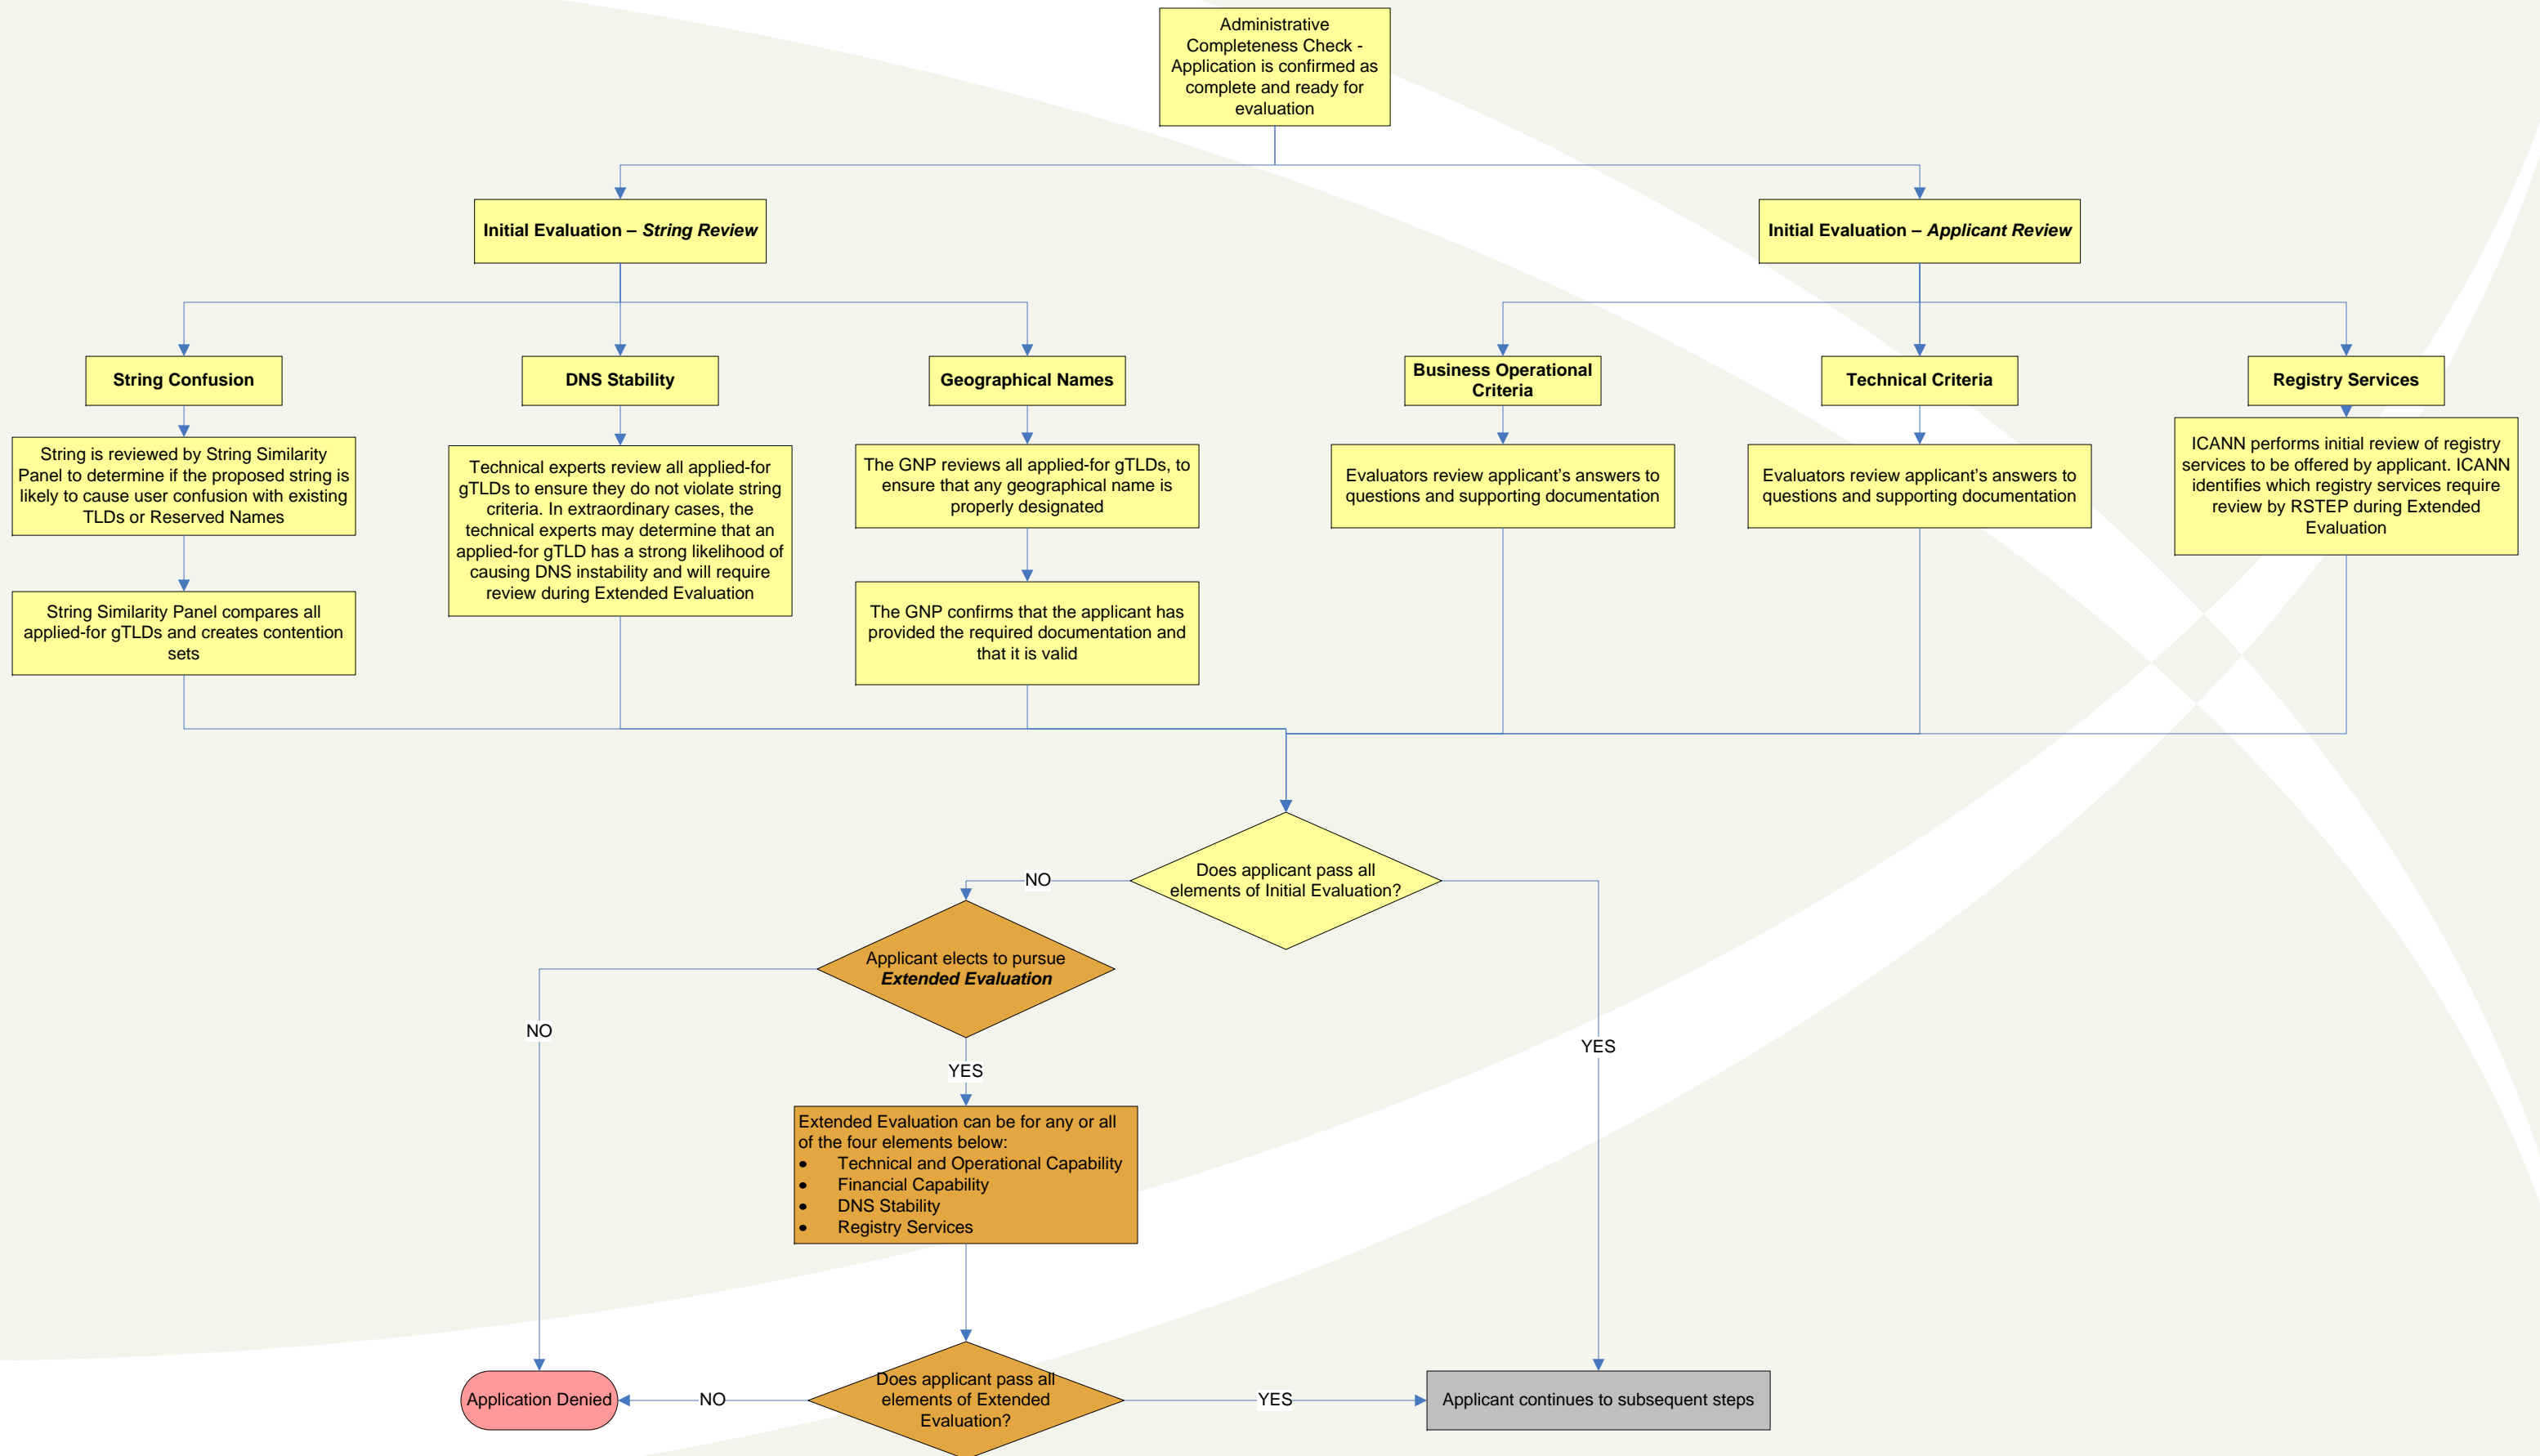 Administrative
Completeness Check -
Application is confirmed as
complete and ready for
evaluation
Initial Evaluation – String Review
Initial Evaluation – Applicant Review
String Confusion
DNS Stability
Geographical Names
Business Operational
Criteria
Technical Criteria
Registry Services
String is reviewed by String Similarity
Panel to determine if the proposed string is
likely to cause user confusion with existing
TLDs or Reserved Names
String Similarity Panel compares all
applied-for gTLDs and creates contention
sets
Technical experts review all applied-for
gTLDs to ensure they do not violate string
criteria. In extraordinary cases, the
technical experts may determine that an
applied-for gTLD has a strong likelihood of
causing DNS instability and will require
review during Extended Evaluation
The GNP reviews all applied-for gTLDs, to
ensure that any geographical name is
properly designated
The GNP confirms that the applicant has
provided the required documentation and
that it is valid
Evaluators review applicant’s answers to
questions and supporting documentation
Evaluators review applicant’s answers to
questions and supporting documentation
ICANN performs initial review of registry
services to be offered by applicant. ICANN
identifies which registry services require
review by RSTEP during Extended
Evaluation
Does applicant pass all
elements of Initial Evaluation?
NO
YES
Applicant elects to pursue
Extended Evaluation
NO
YES
Extended Evaluation can be for any or all
of the four elements below:
• Technical and Operational Capability
• Financial Capability
• DNS Stability
• Registry Services
Does applicant pass all
elements of Extended
Evaluation?
NO
YES
Application Denied
Applicant continues to subsequent steps